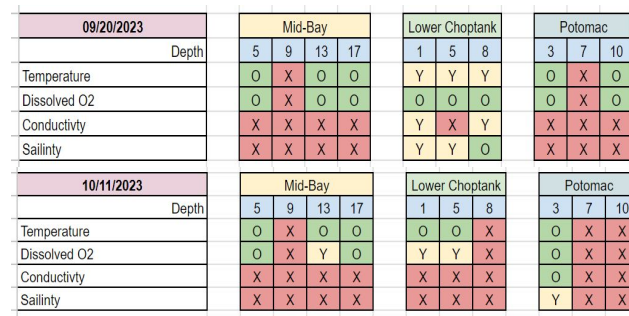 09/20/2023 Mid-Bay Lower Choptank Potomac
Depth 5 9 13 17 1 5 8 3 7 10
Temperature O X O O Y Y Y O X O
Dissolved O2 O X O O O O O O X O
Conductivty X X X X Y X Y X X X
Sailinty X X X X Y Y O X X X
10/11/2023 Mid-Bay Lower Choptank Potomac
Depth 5 9 13 17 1 5 8 3 7 10
Temperature O X O O O O X O X X
Dissolved O2 O X Y O Y Y X O X X
Conductivty X X X X X X X O X X
Sailinty X X X X X X X Y X X